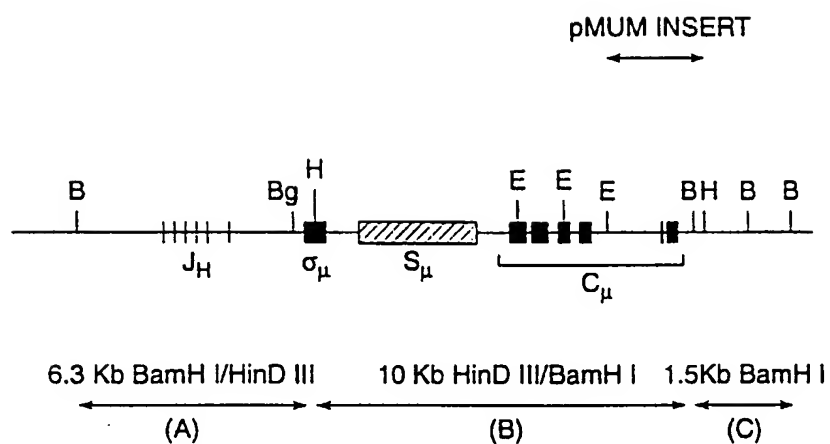 pMUM INSERT
H
B Bg E E E B H B B
J_H σ_μ S_μ C_μ
6.3 Kb BamH I/HinD III 10 Kb HinD III/BamH I 1.5Kb BamH I
(A) (B) (C)